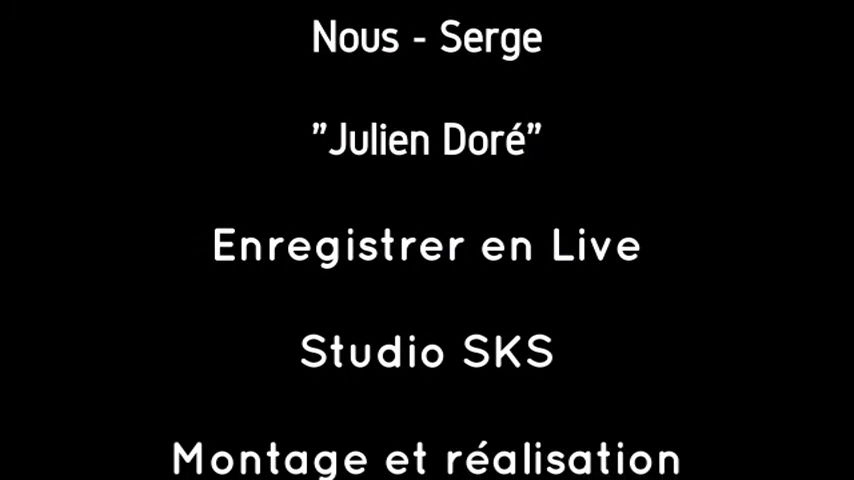 Nous - Serge
"Julien Doré"
Enregistrer en Live
Studio SKS
Montage et réalisation